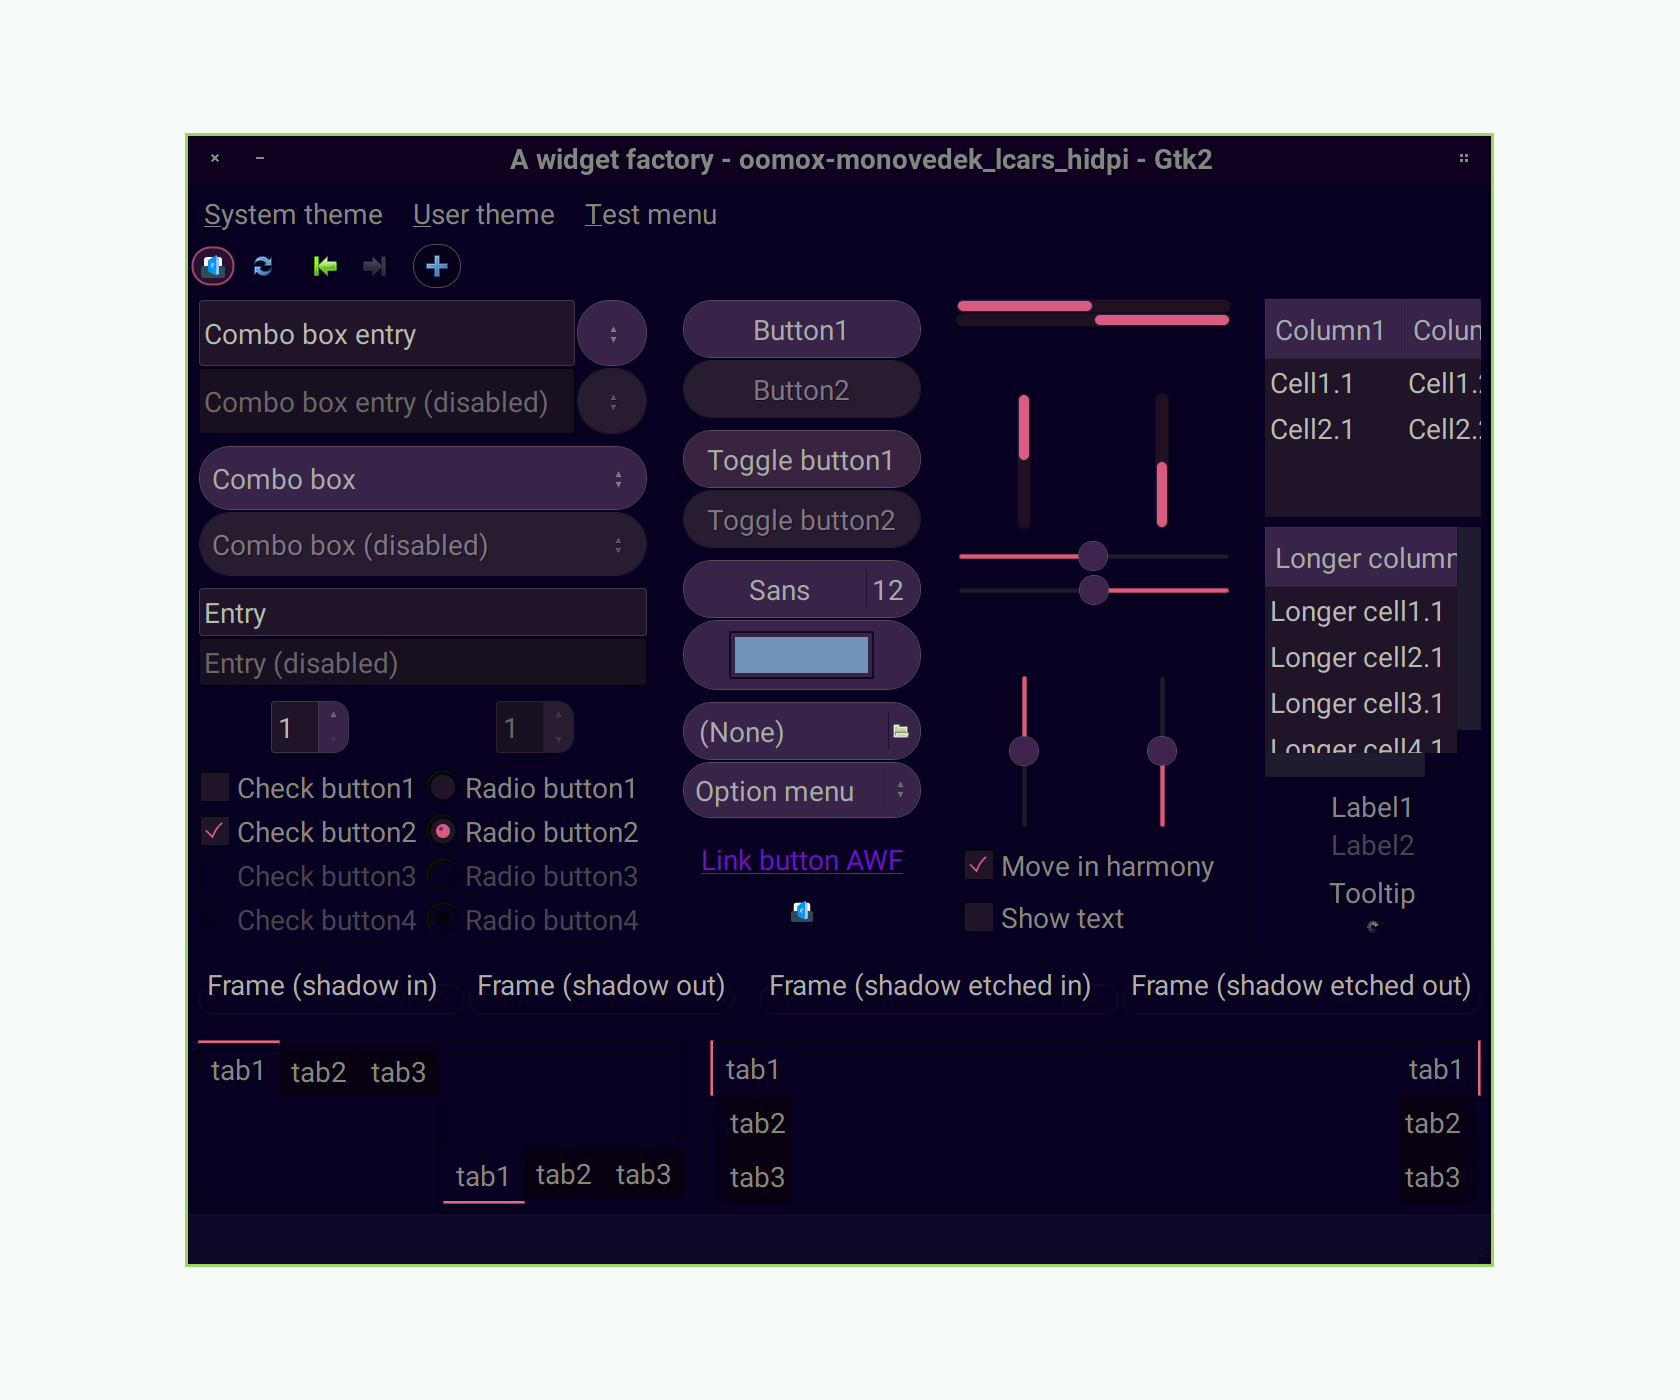 A widget factory - oomox-monovedek_lcars_hidpi - Gtk2
System theme User theme Test menu
Combo box entry
Combo box entry (disabled)
Combo box
Combo box (disabled)
Entry
Entry (disabled)
1 1
Check button1 Radio button1
Check button2 Radio button2
Check button3 Radio button3
Check button4 Radio button4
Button1
Button2
Toggle button1
Toggle button2
Sans 12
(None)
Option menu
Link button AWF
Move in harmony
Show text
Column1 Colum
Cell1.1 Cell1.2
Cell2.1 Cell2.2
Longer column
Longer cell1.1
Longer cell2.1
Longer cell3.1
Longer cell4.1
Label1
Label2
Tooltip
Frame (shadow in) Frame (shadow out) Frame (shadow etched in) Frame (shadow etched out)
tab1 tab2 tab3
tab1 tab2 tab3
tab1
tab2
tab3
tab1
tab2
tab3